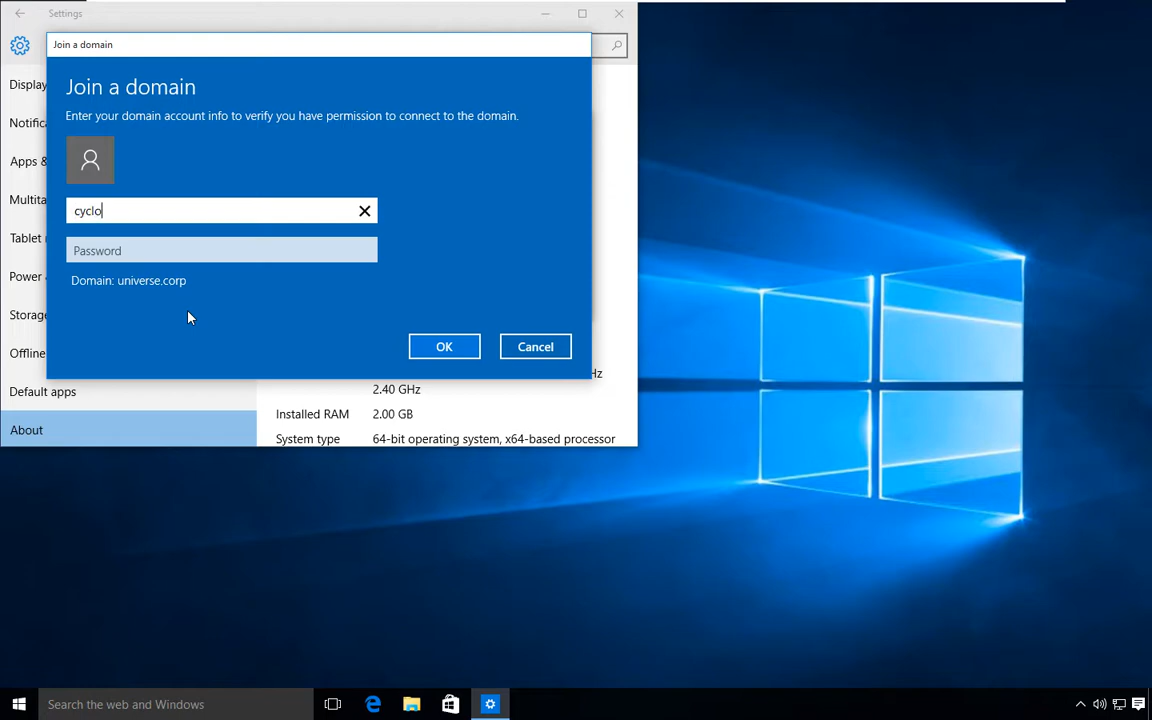 Settings
Join a domain
Join a domain
Enter your domain account info to verify you have permission to connect to the domain.
cyclo
Password
Domain: universe.corp
OK
Cancel
Display
Notifica
Apps &
Multita
Tablet
Power
Storage
Offline
Default apps
About
Hz
2.40 GHz
Installed RAM 2.00 GB
System type 64-bit operating system, x64-based processor
Search the web and Windows